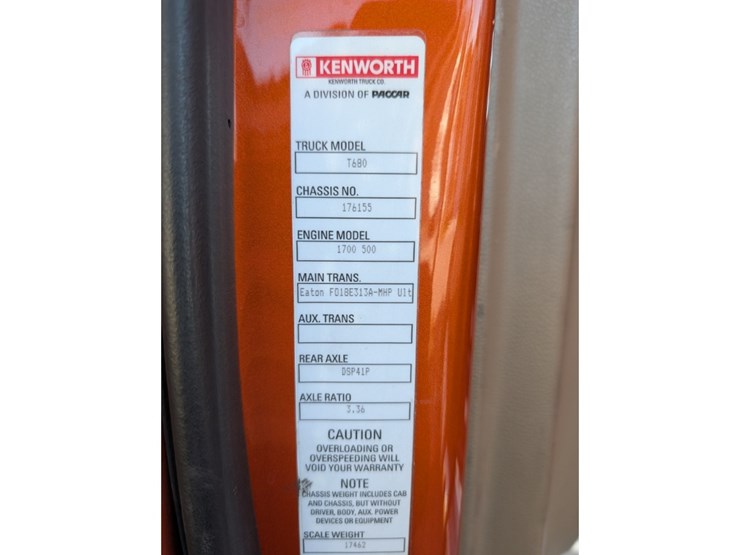 KENWORTH
KENWORTH TRUCK CO.
A DIVISION OF PACCAR
TRUCK MODEL
T680
CHASSIS NO.
176155
ENGINE MODEL
1700 500
MAIN TRANS.
Eaton FO18E313A-MHP Ult
AUX. TRANS
REAR AXLE
DSP41P
AXLE RATIO
3.36
CAUTION
OVERLOADING OR
OVERSPEEDING WILL
VOID YOUR WARRANTY
NOTE
CHASSIS WEIGHT INCLUDES CAB
AND CHASSIS, BUT WITHOUT
DRIVER, BODY, AUX. POWER
DEVICES OR EQUIPMENT
SCALE WEIGHT
17462